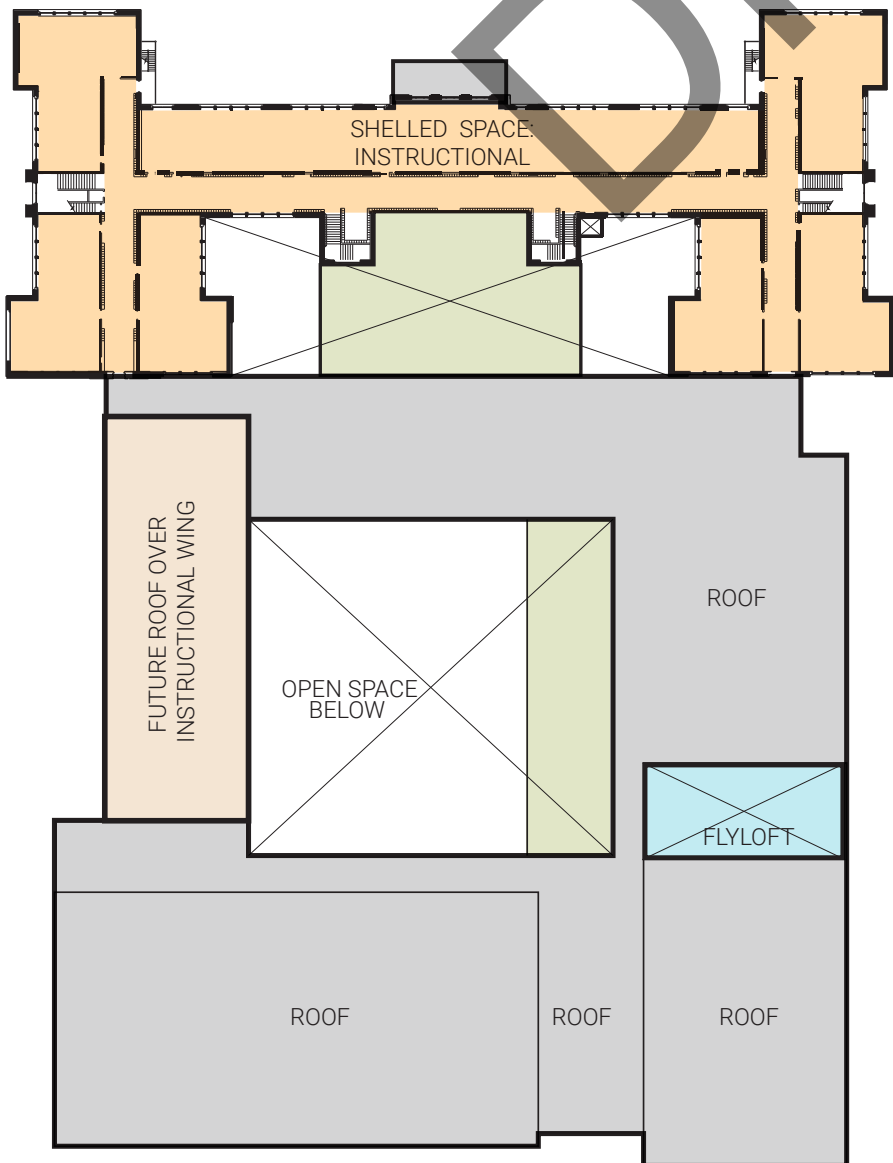 SHELLED SPACE:
INSTRUCTIONAL
FUTURE ROOF OVER
INSTRUCTIONAL WING
ROOF
OPEN SPACE
BELOW
FLYLOFT
ROOF
ROOF
ROOF